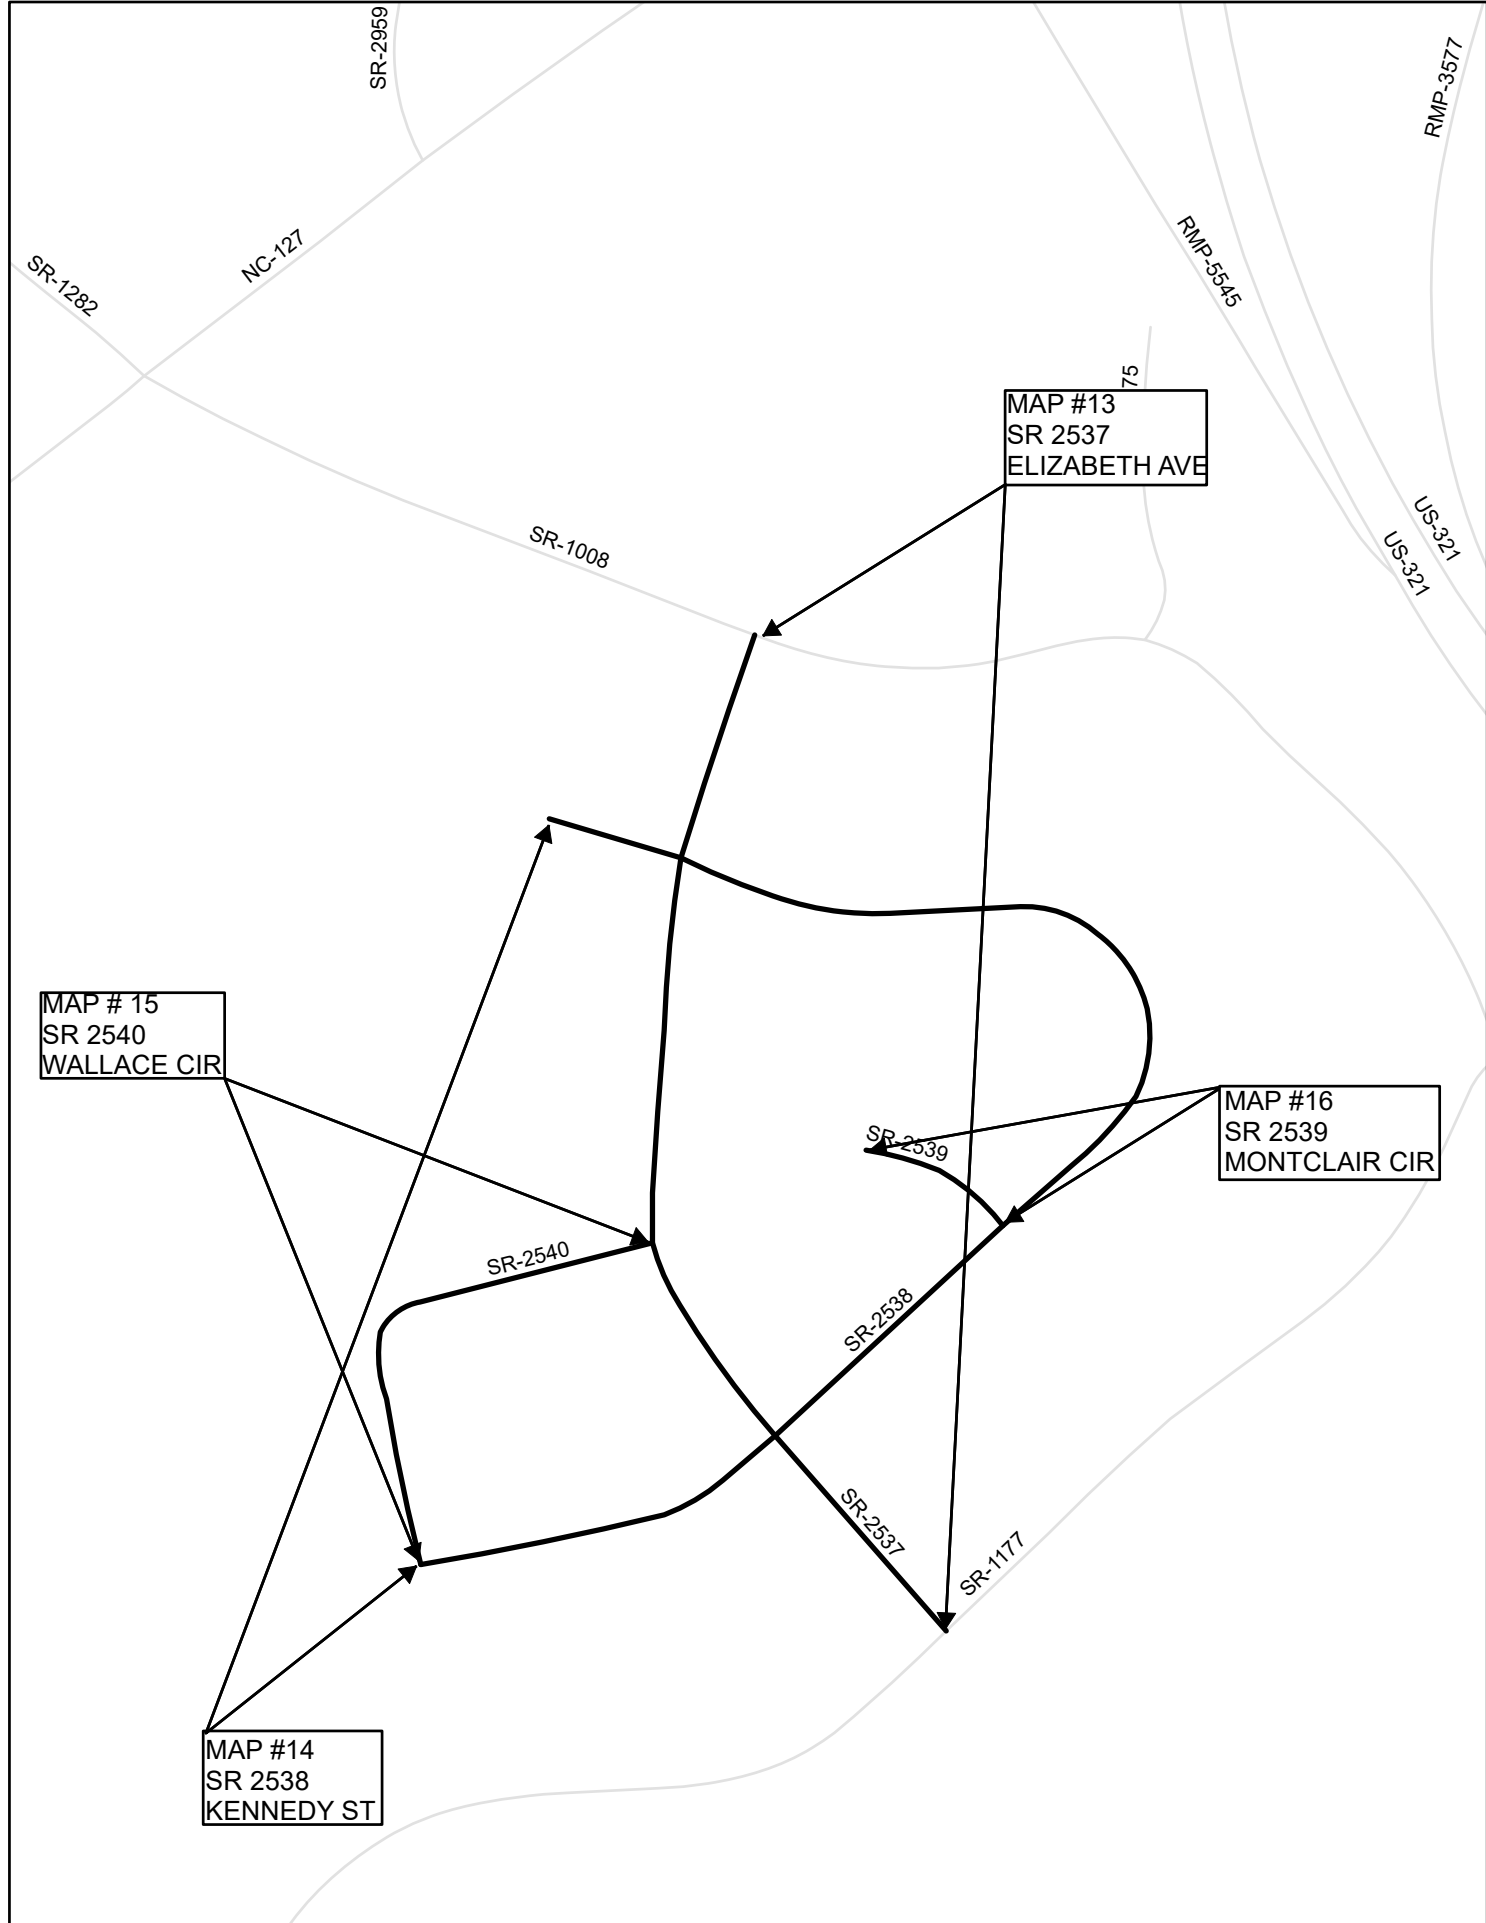 SR-2959
RMP-3577
NC-127
SR-1282
RMP-5545
75
MAP #13
SR 2537
ELIZABETH AVE
US-321
US-321
SR-1008
MAP # 15
SR 2540
WALLACE CIR
MAP #16
SR 2539
MONTCLAIR CIR
SR-2539
SR-2540
SR-2538
SR-2537
SR-1177
MAP #14
SR 2538
KENNEDY ST